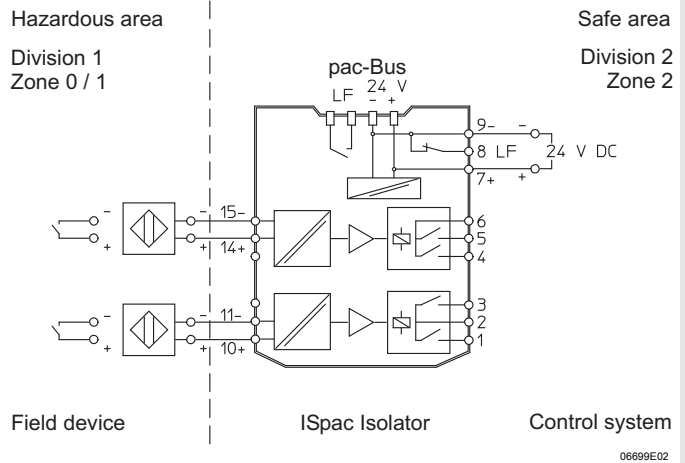 Hazardous area
Safe area
Division 1
Zone 0 / 1
Division 2
Zone 2
pac-Bus
LF 24 V
- +
9- -
8 LF 24 V DC
7+ +
- - 15-
+ + 14+
6
5
4
- - 11-
+ + 10+
3
2
1
Field device
ISpac Isolator
Control system
06699E02